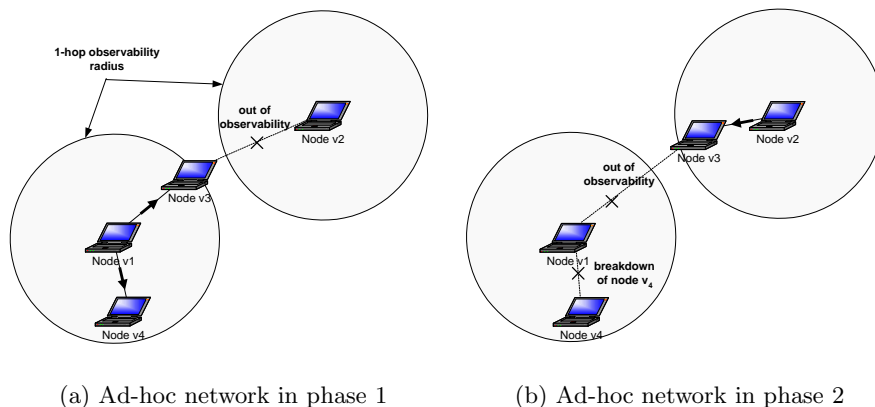 1-hop observability
radius
out of
observability
Node v2
Node v3
Node v1
Node v4
(a) Ad-hoc network in phase 1
out of
observability
Node v3
Node v2
Node v1
breakdown
of node v4
Node v4
(b) Ad-hoc network in phase 2